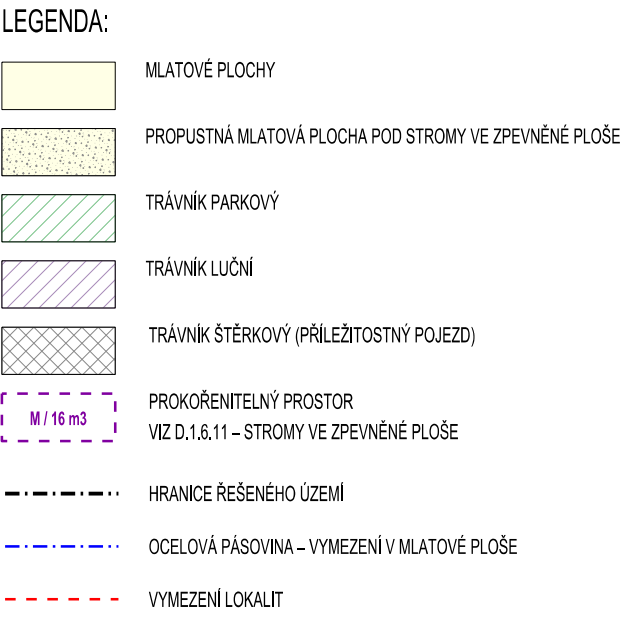 LEGENDA:
MLATOVÉ PLOCHY
PROPUSTNÁ MLATOVÁ PLOCHA POD STROMY VE ZPEVNĚNÉ PLOŠE
TRÁVNÍK PARKOVÝ
TRÁVNÍK LUČNÍ
TRÁVNÍK ŠTĚRKOVÝ (PŘÍLEŽITOSTNÝ POJEZD)
M / 16 m3
PROKOŘENITELNÝ PROSTOR
VIZ D.1.6.11 – STROMY VE ZPEVNĚNÉ PLOŠE
HRANICE ŘEŠENÉHO ÚZEMÍ
OCELOVÁ PÁSOVINA – VYMEZENÍ V MLATOVÉ PLOŠE
VYMEZENÍ LOKALIT